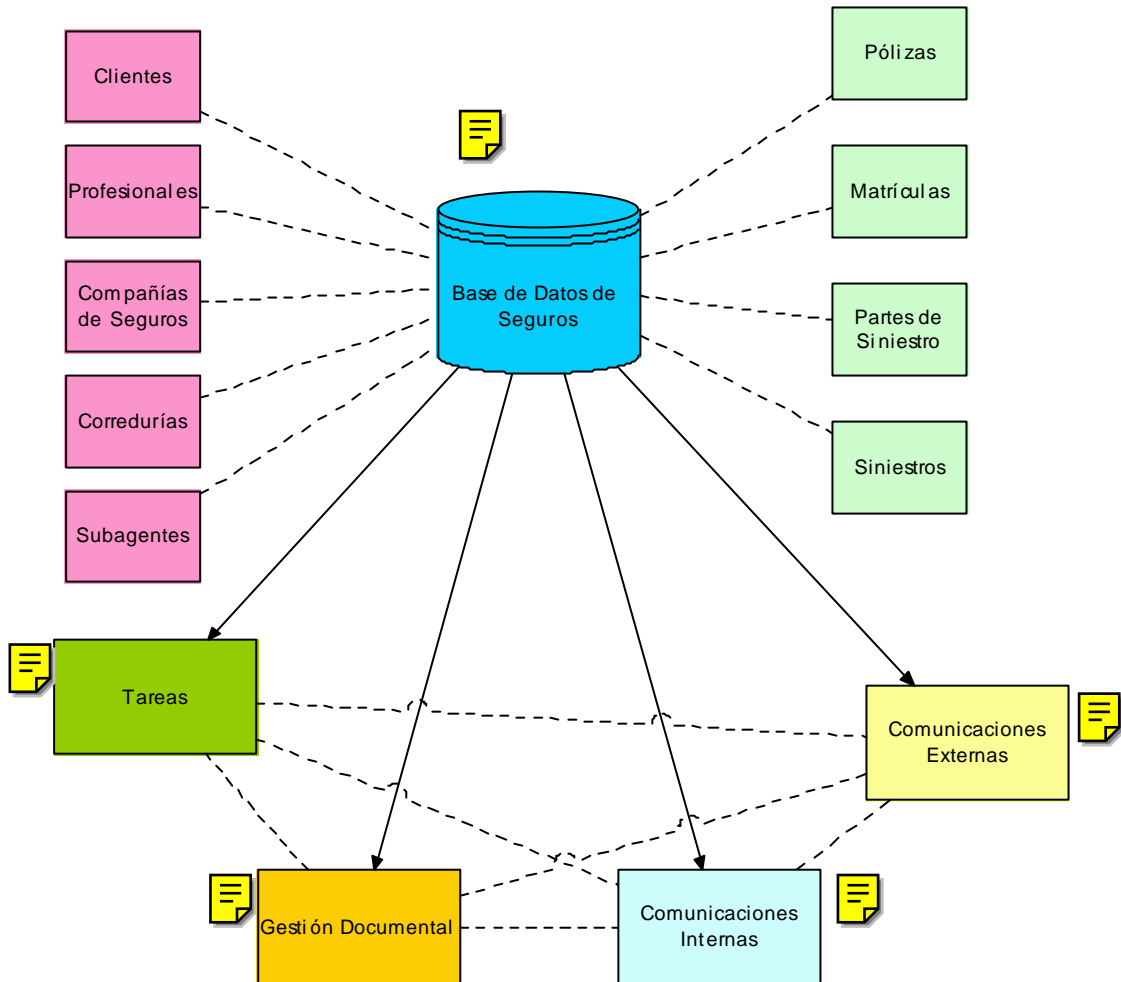 Clientes
Profesionales
Compañías
de Seguros
Corredurías
Subagentes
Base de Datos de
Seguros
Pólizas
Matrículas
Partes de
Siniestro
Siniestros
Tareas
Comunicaciones
Externas
Gestión Documental
Comunicaciones
Internas